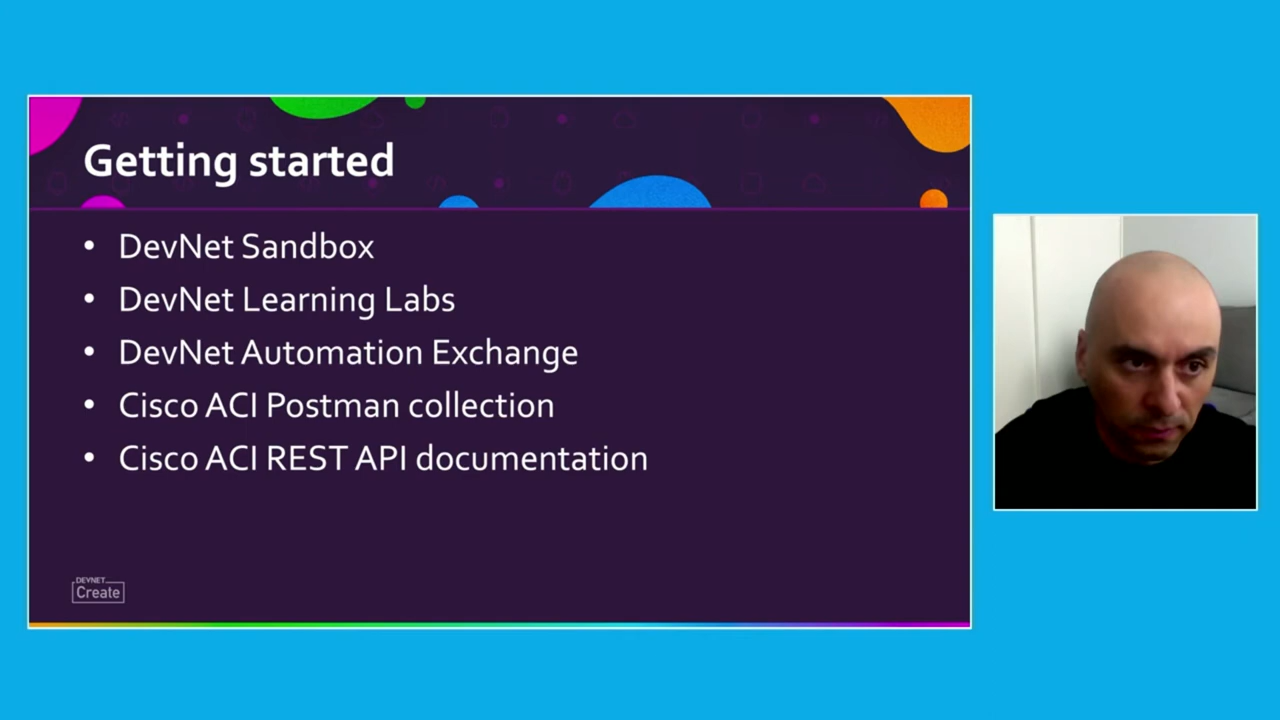 Getting started
• DevNet Sandbox
• DevNet Learning Labs
• DevNet Automation Exchange
• Cisco ACI Postman collection
• Cisco ACI REST API documentation
DEVNET
Create